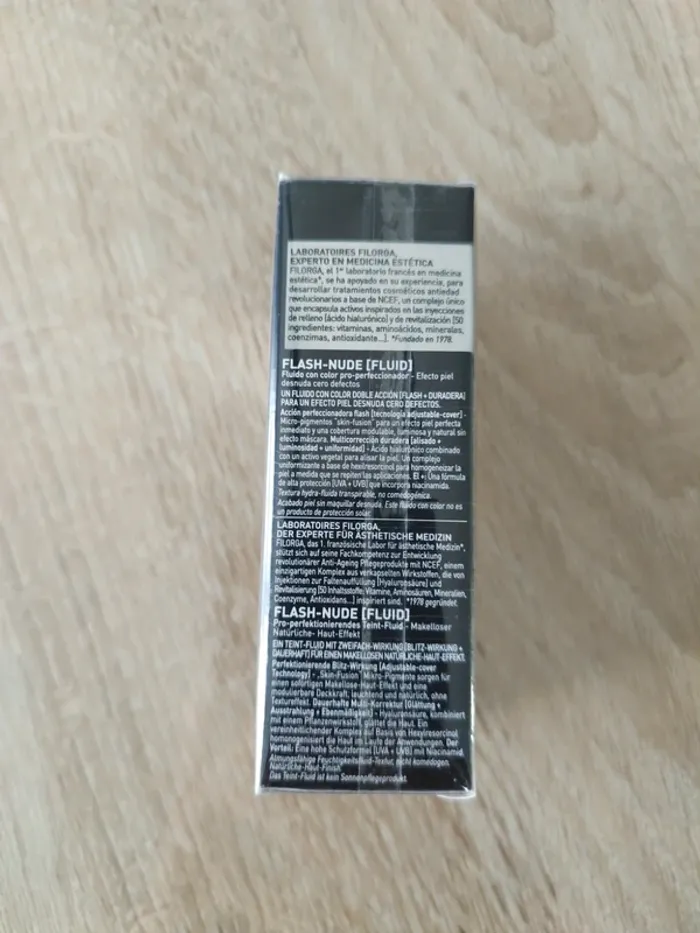 LABORATOIRES FILORGA,
EXPERTO EN MEDICINA ESTÉTICA
FILORGA, el 1er laboratorio francés en medicina
estética*, se ha apoyado en su experiencia, para
desarrollar tratamientos cosméticos antiedad
revolucionarios a base de NCEF, un complejo único
que encapsula activos inspirados en las inyecciones
de relleno [ácido hialurónico] y de revitalización [50
ingredientes: vitaminas, aminoácidos, minerales,
coenzimas, antioxidante...]. *Fundado en 1978.
FLASH-NUDE [FLUID]
Fluido con color pro-perfeccionador - Efecto piel
desnuda cero defectos
UN FLUIDO CON COLOR DOBLE ACCIÓN [FLASH + DURADERA]
PARA UN EFECTO PIEL DESNUDA CERO DEFECTOS.
Acción perfeccionadora flash [tecnología adjustable-cover] -
Micro-pigmentos "skin-fusion" para un efecto piel perfecta
inmediato y una cobertura modulable, luminosa y natural sin
efecto máscara. Multicorrección duradera [alisado +
luminosidad + uniformidad] - Ácido hialurónico combinado
con un activo vegetal para alisar la piel. Un complejo
uniformizante a base de hexilresorcinol para homogeneizar la
piel a medida que se repiten las aplicaciones. El +: Una fórmula
de alta protección [UVA + UVB] que incorpora niacinamida.
Textura hydra-fluida transpirable, no comedogénica.
Acabado piel sin maquillar desnuda. Este fluido con color no es
un producto de protección solar.
LABORATOIRES FILORGA,
DER EXPERTE FÜR ÄSTHETISCHE MEDIZIN
FILORGA, das 1. französische Labor für ästhetische Medizin*,
stützt sich auf seine Fachkompetenz zur Entwicklung
revolutionärer Anti-Ageing Pflegeprodukte mit NCEF, einem
einzigartigen Komplex aus verkapselten Wirkstoffen, die von
Injektionen zur Faltenauffüllung [Hyaluronsäure] und
Revitalisierung [50 Inhaltsstoffe: Vitamine, Aminosäuren, Mineralien,
Coenzyme, Antioxidans...] inspiriert sind. *1978 gegründet.
FLASH-NUDE [FLUID]
Pro-perfektionierendes Teint-Fluid - Makelloser
Natürliche- Haut-Effekt
EIN TEINT-FLUID MIT ZWEIFACH-WIRKUNG [BLITZ-WIRKUNG +
DAUERHAFT] FÜR EINEN MAKELLOSEN NATÜRLICHE-HAUT-EFFEKT.
Perfektionierende Blitz-Wirkung [Adjustable-cover
Technology] - „Skin-Fusion" Mikro-Pigmente sorgen für
einen sofortigen Makellose-Haut-Effekt und eine
modulierbare Deckkraft; leuchtend und natürlich, ohne
Textureffekt. Dauerhafte Multi-Korrektur [Glättung +
Ausstrahlung + Ebenmäßigkeit] - Hyaluronsäure, kombiniert
mit einem Pflanzenwirkstoff, glättet die Haut. Ein
vereinheitlichender Komplex auf Basis von Hexylresorcinol
homogenisiert die Haut im Laufe der Anwendungen. Der
Vorteil: Eine hohe Schutzformel [UVA + UVB] mit Niacinamid.
Atmungsfähige Feuchtigkeitsfluid-Textur, nicht komedogen.
Natürliche-Haut-Finish.
Das Teint-Fluid ist kein Sonnenpflegeprodukt.